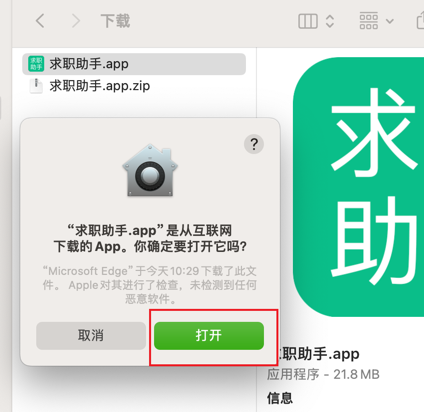 下载
求职助手.app
求职助手.app.zip
?
“求职助手.app”是从互联网
下载的App。你确定要打开它吗?
“Microsoft Edge”于今天10:29下载了此文
件。 Apple对其进行了检查，未检测到任何
恶意软件。
取消
打开
求
助
职助手.app
应用程序 - 21.8 MB
信息